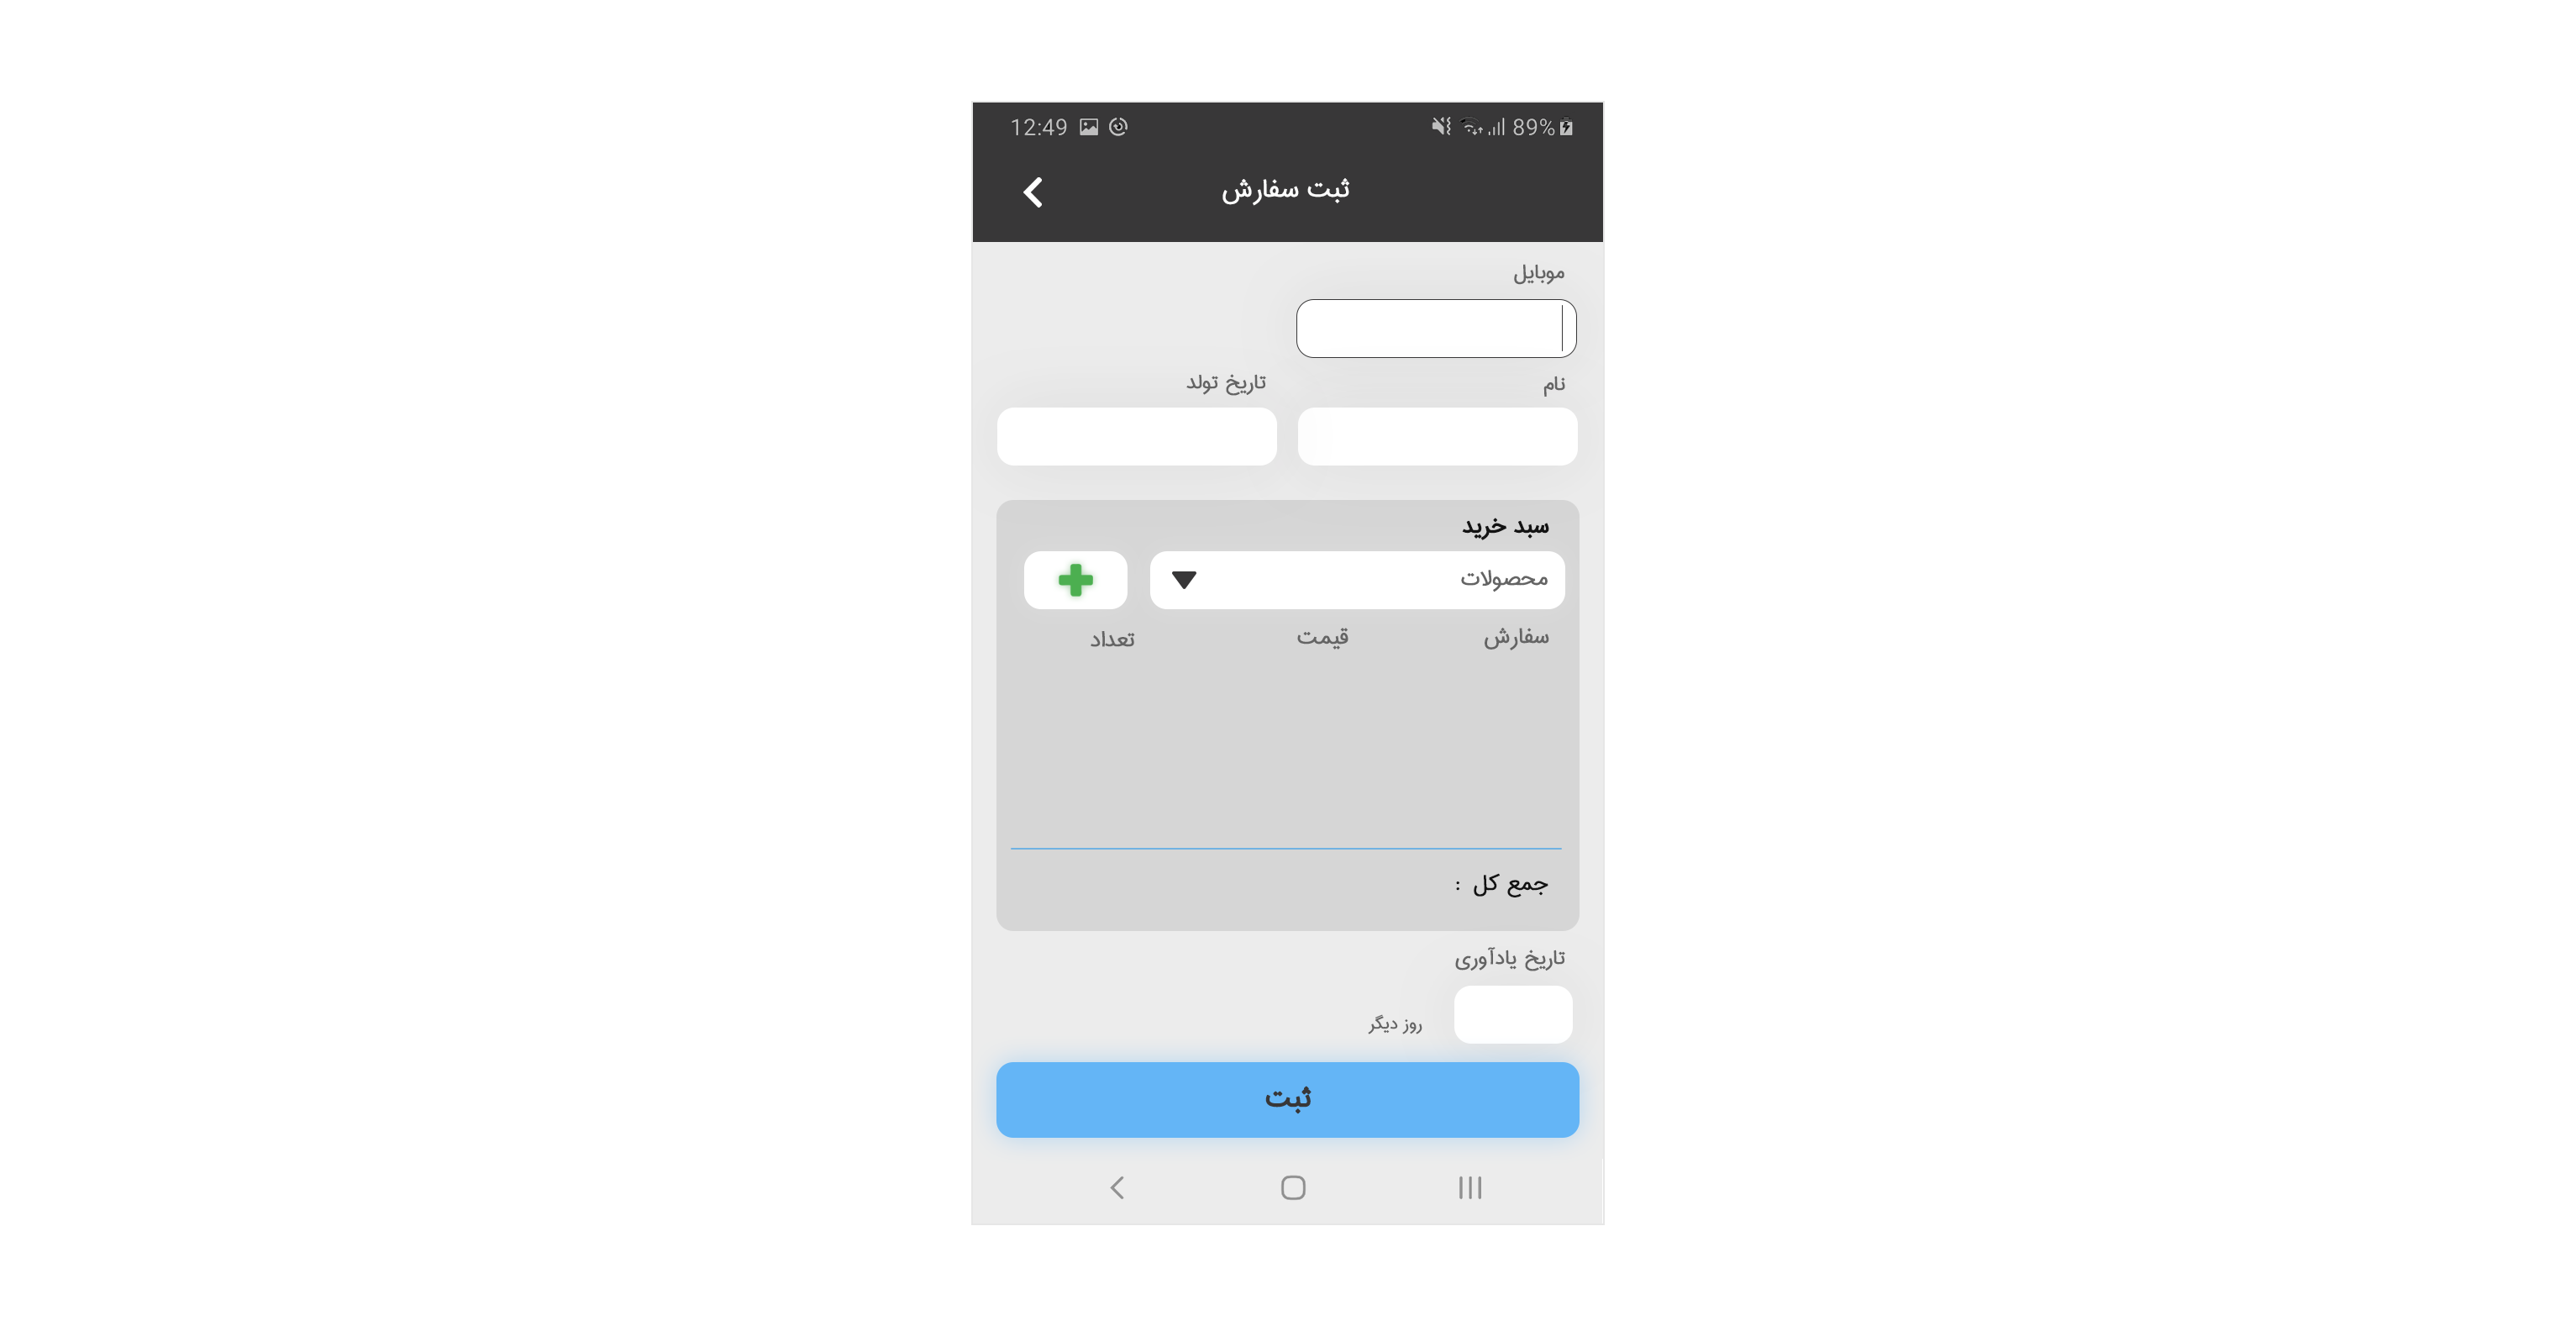 12:49 89%
ثبت سفارش
موبایل
نام تاریخ تولد
سبد خرید
محصولات
سفارش قیمت تعداد
جمع کل :
تاریخ یادآوری
روز دیگر
ثبت